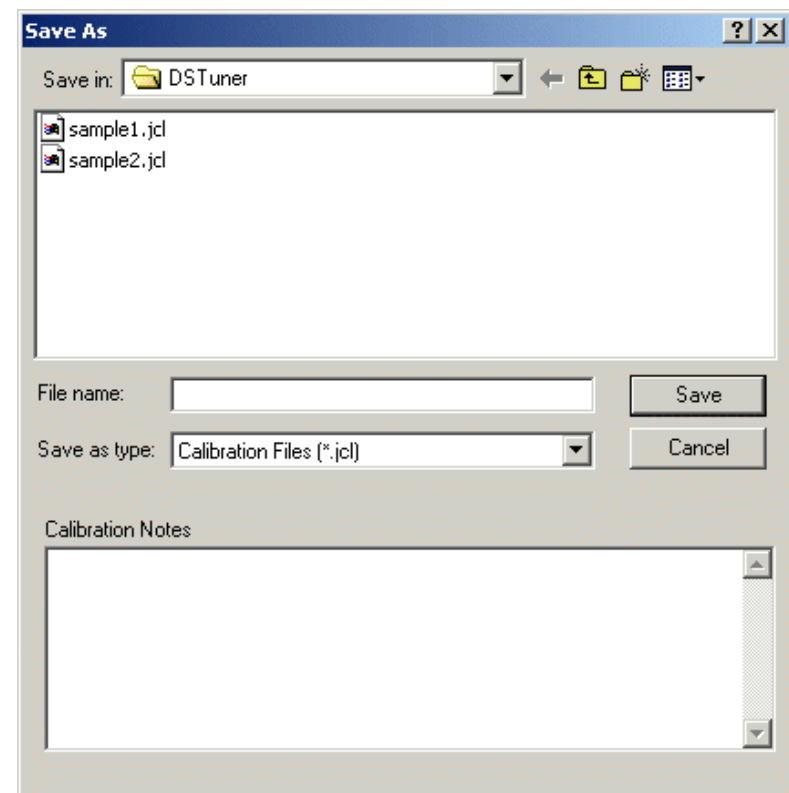 Save As
Save in: DSTuner
sample1.jcl
sample2.jcl
File name:
Save
Save as type: Calibration Files (*.jcl)
Cancel
Calibration Notes